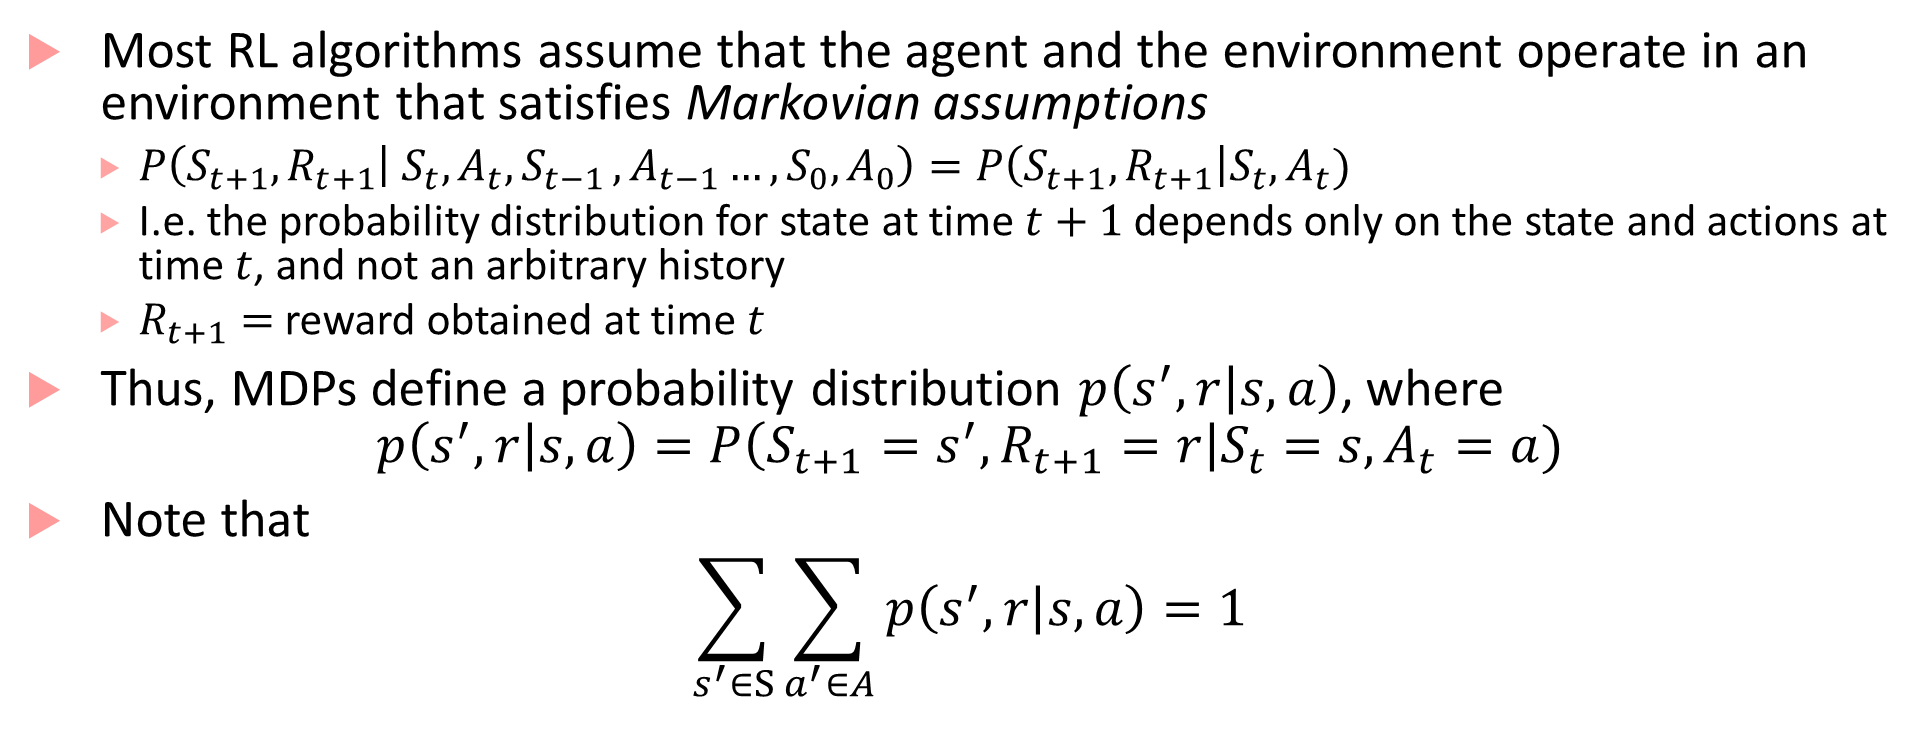 Most RL algorithms assume that the agent and the environment operate in an
environment that satisfies Markovian assumptions
P(S_{t+1}, R_{t+1}| S_t, A_t, S_{t−1}, A_{t−1} …, S_0, A_0) = P(S_{t+1}, R_{t+1}|S_t, A_t)
I.e. the probability distribution for state at time t + 1 depends only on the state and actions at
time t, and not an arbitrary history
R_{t+1} = reward obtained at time t
Thus, MDPs define a probability distribution p(s′, r|s, a), where
p(s′, r|s, a) = P(S_{t+1} = s′, R_{t+1} = r|S_t = s, A_t = a)
Note that
∑_{s′∈S} ∑_{a′∈A} p(s′, r|s, a) = 1